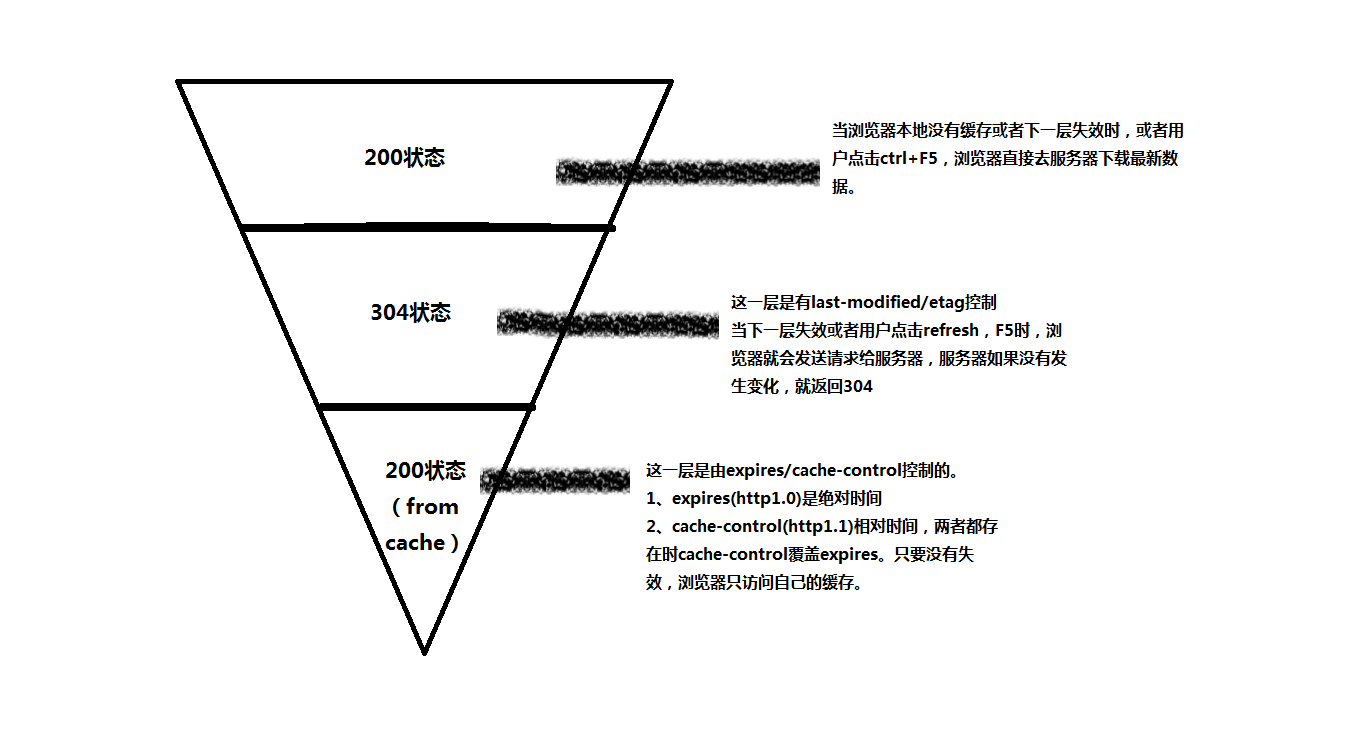 200状态
当浏览器本地没有缓存或者下一层失效时，或者用
户点击ctrl+F5，浏览器直接去服务器下载最新数
据。
304状态
这一层是有last-modified/etag控制
当下一层失效或者用户点击refresh，F5时，浏
览器就会发送请求给服务器，服务器如果没有发
生变化，就返回304
200状态
（from
cache）
这一层是由expires/cache-control控制的。
1、expires(http1.0)是绝对时间
2、cache-control(http1.1)相对时间，两者都存
在时cache-control覆盖expires。只要没有失
效，浏览器只访问自己的缓存。